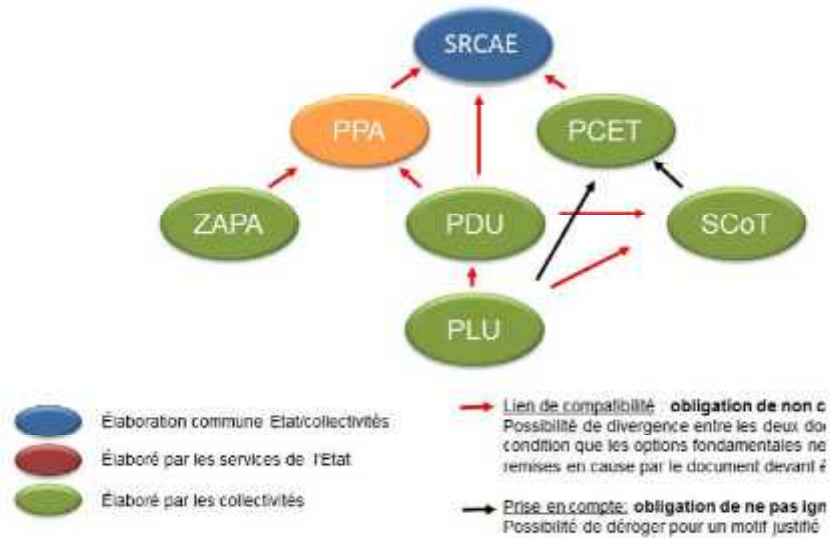 SRCAE
PPA
PCET
ZAPA
PDU
SCoT
PLU
Élaboration commune Etat/collectivités
Élaboré par les services de l'Etat
Élaboré par les collectivités
Lien de compatibilité : obligation de non c
Possibilité de divergence entre les deux do
condition que les options fondamentales ne
remises en cause par le document devant é
Prise en compte: obligation de ne pas ign
Possibilité de déroger pour un motif justifié